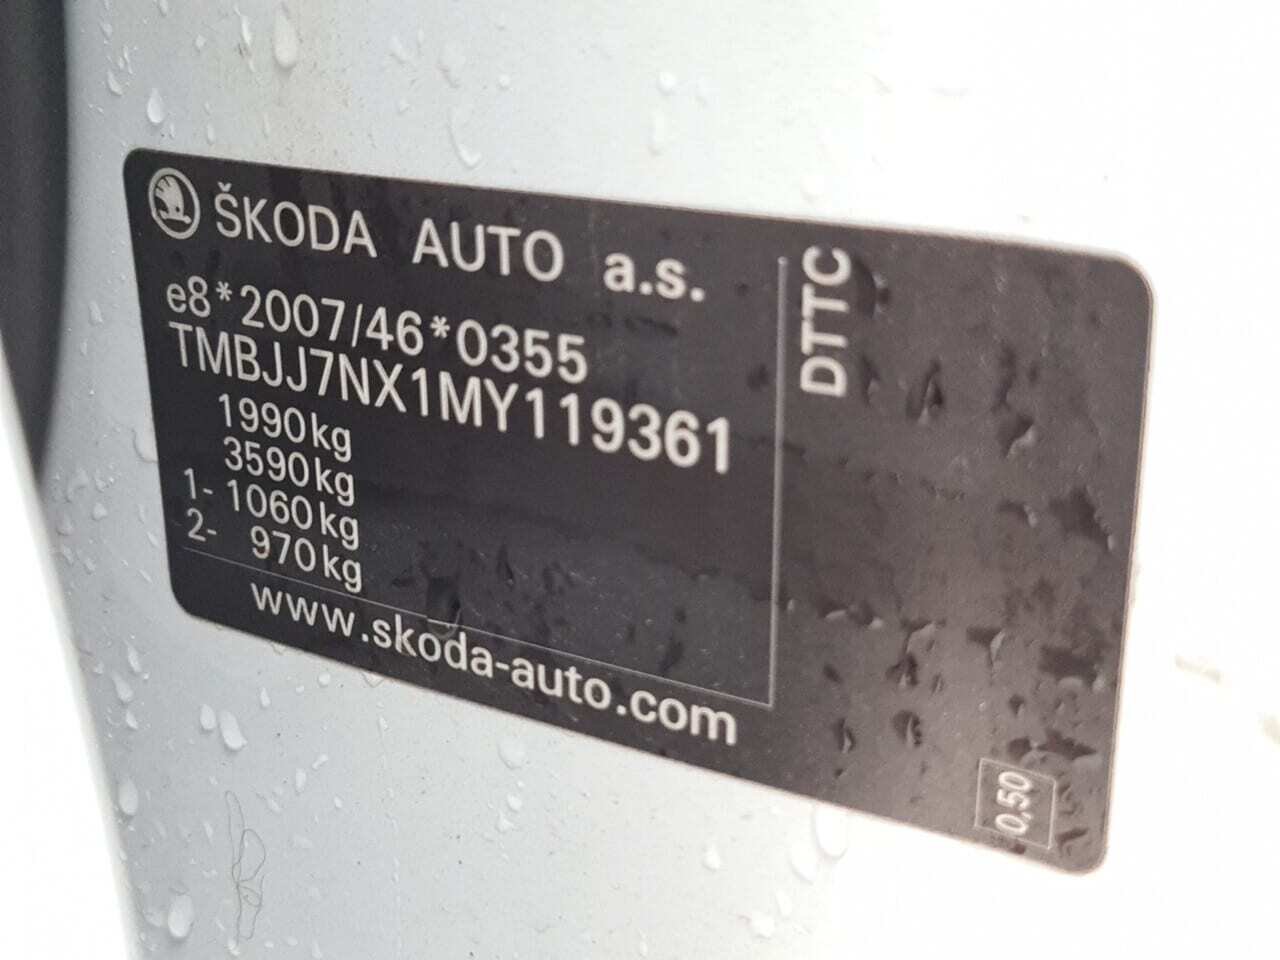 ŠKODA AUTO a.s.
e8*2007/46*0355
TMBJJ7NX1MY119361
1990kg
3590kg
1- 1060kg
2- 970kg
www.skoda-auto.com
DTTC
0,50